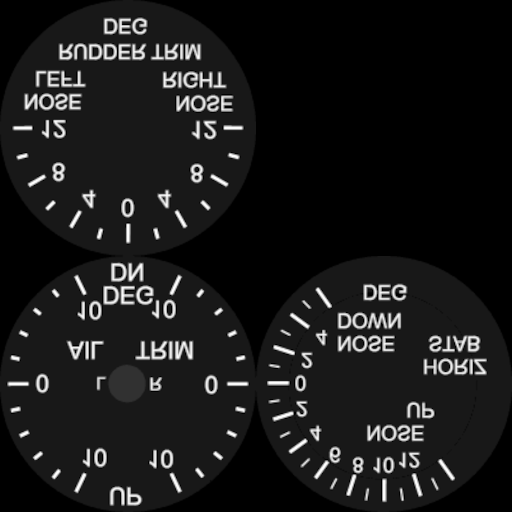 UP
10 10
0 L R 0
AIL TRIM
10 DEG 10
DN
6 8 10 12
4 NOSE
2 UP
0
2 HORIZ
NOSE STAB
4 DOWN
DEG
0
4 4
8 8
12 12
NOSE NOSE
LEFT RIGHT
RUDDER TRIM
DEG